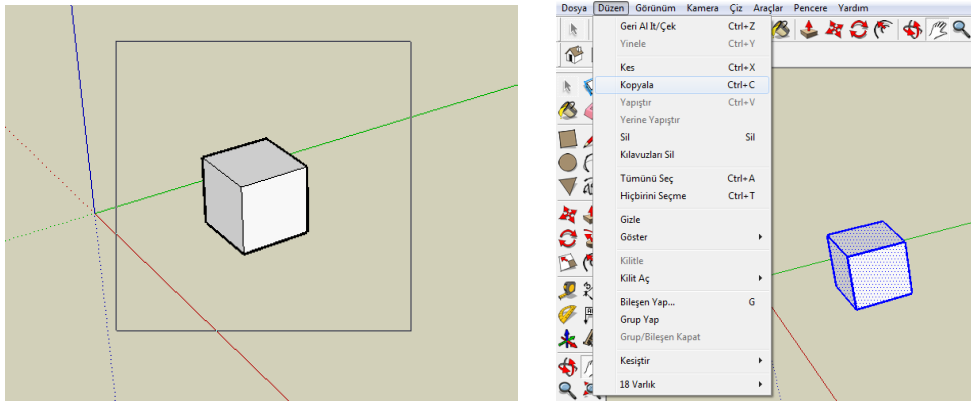 Dosya Düzen Görünüm Kamera Çiz Araçlar Pencere Yardım
Geri Al İt/Çek Ctrl+Z
Yinele Ctrl+Y
Kes Ctrl+X
Kopyala Ctrl+C
Yapıştır Ctrl+V
Yerine Yapıştır
Sil Sil
Kılavuzları Sil
Tümünü Seç Ctrl+A
Hiçbirini Seçme Ctrl+T
Gizle
Göster
Kilitle
Kilit Aç
Bileşen Yap... G
Grup Yap
Grup/Bileşen Kapat
Kesiştir
18 Varlık